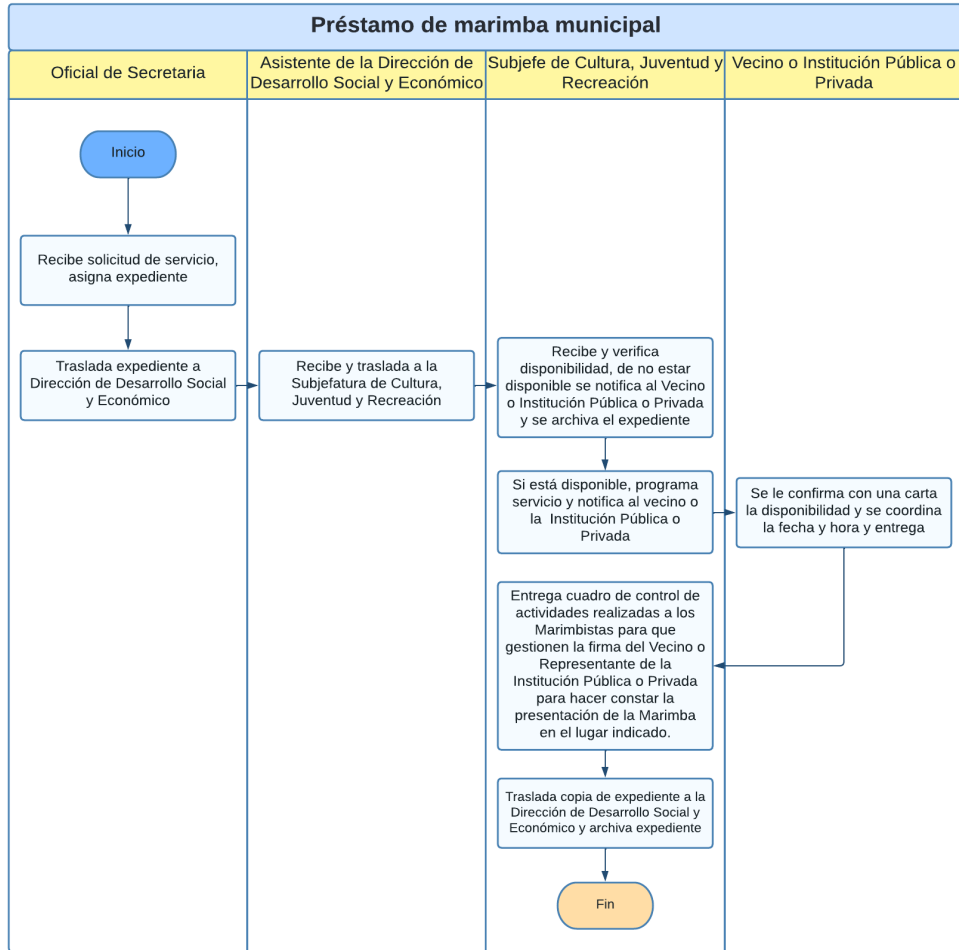 Préstamo de marimba municipal
Oficial de Secretaria
Asistente de la Dirección de
Desarrollo Social y Económico
Subjefe de Cultura, Juventud y
Recreación
Vecino o Institución Pública o
Privada
Inicio
Recibe solicitud de servicio,
asigna expediente
Traslada expediente a
Dirección de Desarrollo Social
y Económico
Recibe y traslada a la
Subjefatura de Cultura,
Juventud y Recreación
Recibe y verifica
disponibilidad, de no estar
disponible se notifica al Vecino
o Institución Pública o Privada
y se archiva el expediente
Si está disponible, programa
servicio y notifica al vecino o
la Institución Pública o
Privada
Se le confirma con una carta
la disponibilidad y se coordina
la fecha y hora y entrega
Entrega cuadro de control de
actividades realizadas a los
Marimbistas para que
gestionen la firma del Vecino o
Representante de la
Institución Pública o Privada
para hacer constar la
presentación de la Marimba
en el lugar indicado.
Traslada copia de expediente a la
Dirección de Desarrollo Social y
Económico y archiva expediente
Fin